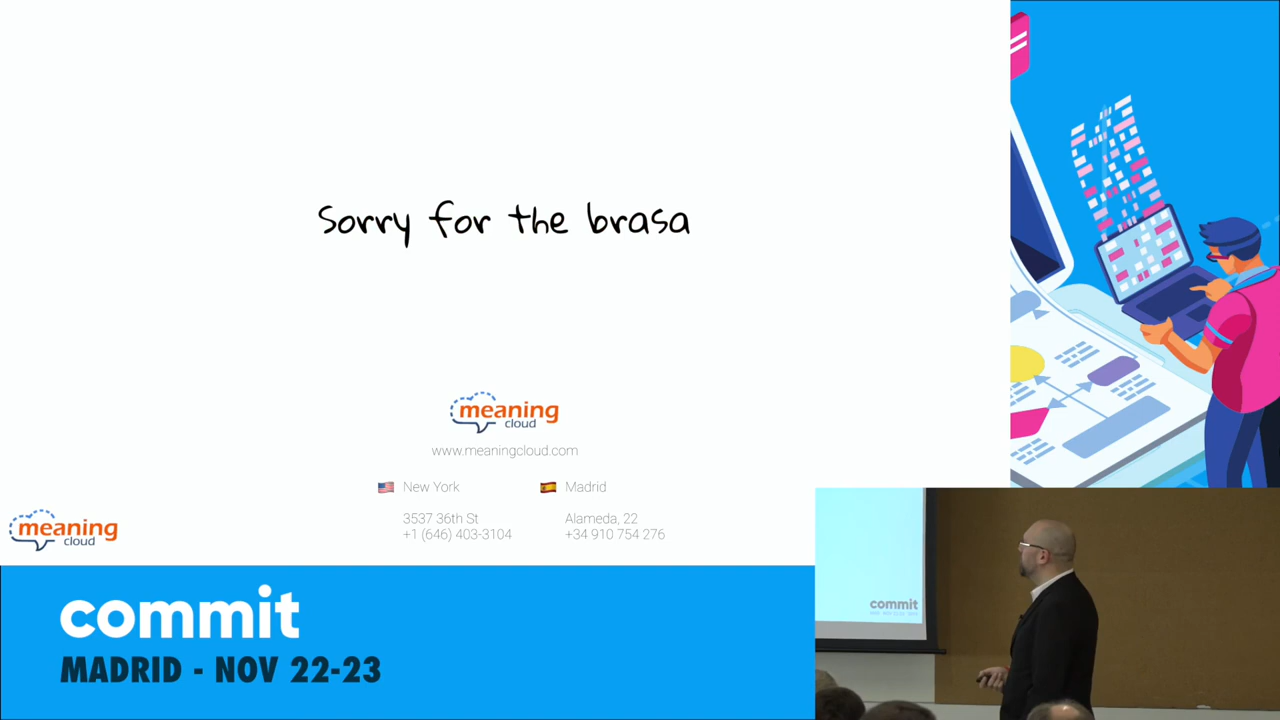 Sorry for the brasa
meaning
cloud
www.meaningcloud.com
New York
Madrid
3537 36th St
+1 (646) 403-3104
Alameda, 22
+34 910 754 276
meaning
cloud
commit
MADRID - NOV 22-23
commit